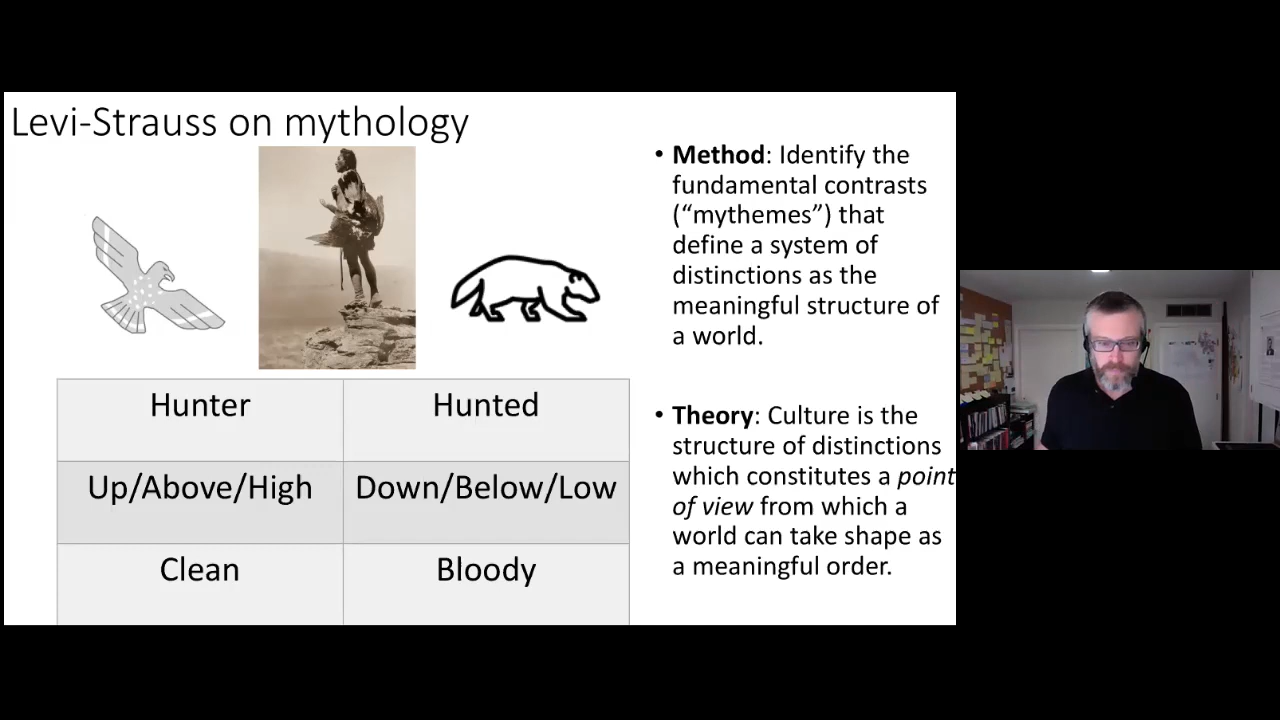 Levi-Strauss on mythology
Hunter
Hunted
Up/Above/High
Down/Below/Low
Clean
Bloody
• Method: Identify the
fundamental contrasts
(“mythemes”) that
define a system of
distinctions as the
meaningful structure of
a world.
• Theory: Culture is the
structure of distinctions
which constitutes a point
of view from which a
world can take shape as
a meaningful order.